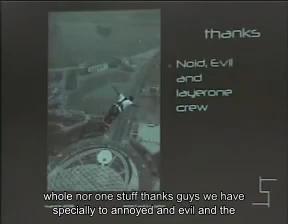 thanks
Noid, Evil
and
layerone
crew
whole nor one stuff thanks guys we have
specially to annoyed and evil and the